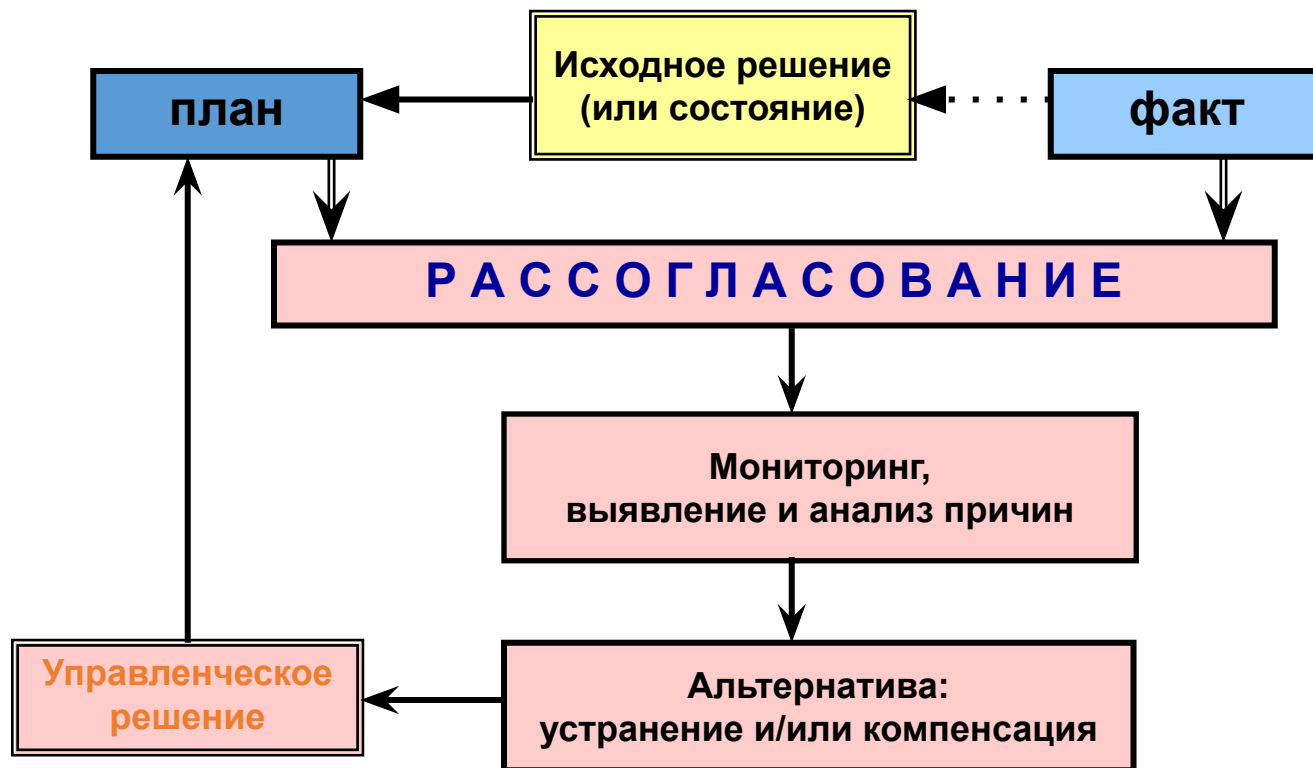 Исходное решение
(или состояние)
план
факт
Р А С С О Г Л А С О В А Н И Е
Мониторинг,
выявление и анализ причин
Управленческое
решение
Альтернатива:
устранение и/или компенсация